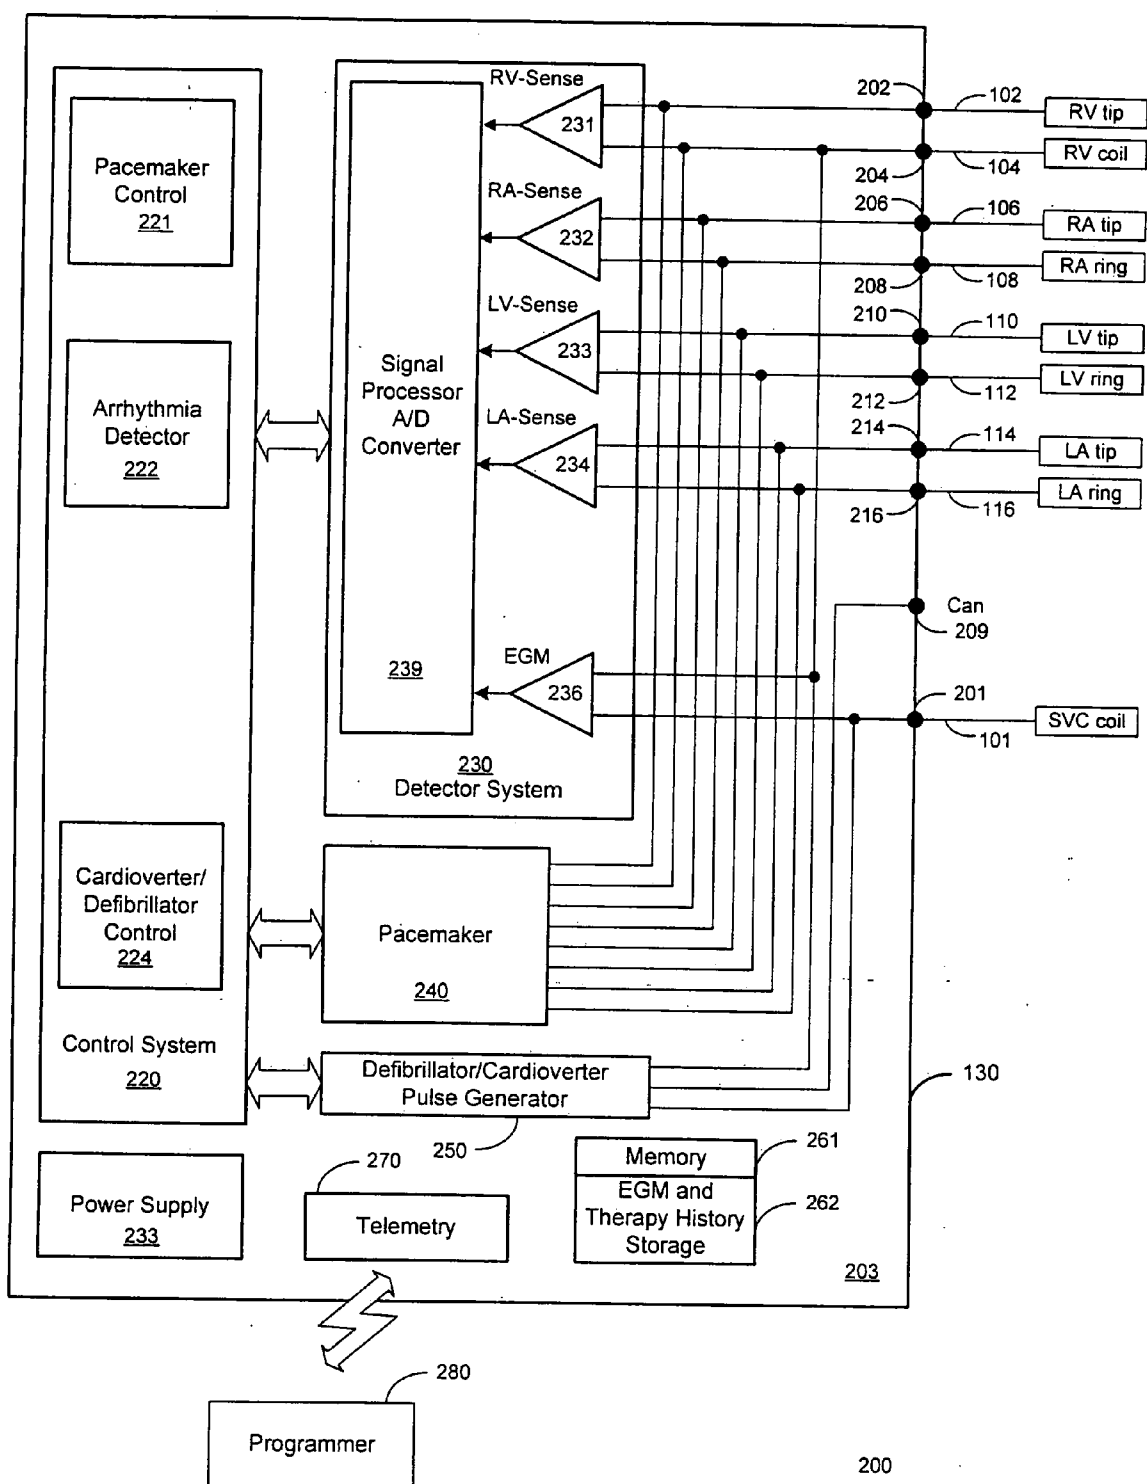 RV-Sense
231
202
102
RV tip
Pacemaker
Control
221
204
104
RV coil
RA-Sense
232
206
106
RA tip
208
108
RA ring
LV-Sense
233
210
110
LV tip
Signal
Processor
A/D
Converter
212
112
LV ring
Arrhythmia
Detector
222
LA-Sense
234
214
114
LA tip
216
116
LA ring
Can
209
239
EGM
236
201
101
SVC coil
230
Detector System
Cardioverter/
Defibrillator
Control
224
Pacemaker
240
Control System
220
Defibrillator/Cardioverter
Pulse Generator
250
130
Power Supply
233
270
Telemetry
Memory
261
EGM and
Therapy History
Storage
262
203
280
Programmer
200